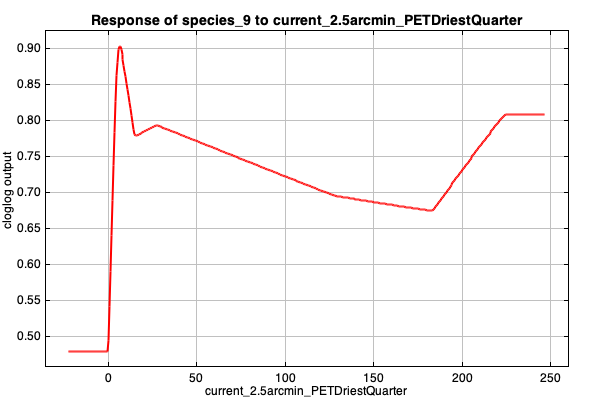 Response of species_9 to current_2.5arcmin_PETDriestQuarter
cloglog output
0.90
0.85
0.80
0.75
0.70
0.65
0.60
0.55
0.50
0 50 100 150 200 250
current_2.5arcmin_PETDriestQuarter